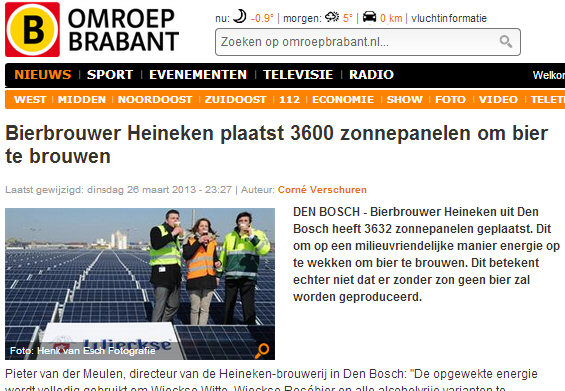 B OMROEP BRABANT
nu: -0.9° | morgen: 5° | 0 km | vluchtinformatie
Zoeken op omroepbrabant.nl...
NIEUWS | SPORT | EVENEMENTEN | TELEVISIE | RADIO Welkor
WEST | MIDDEN | NOORDOOST | ZUIDOOST | 112 | ECONOMIE | SHOW | FOTO | VIDEO | TELET
Bierbrouwer Heineken plaatst 3600 zonnepanelen om bier
te brouwen
Laatst gewijzigd: dinsdag 26 maart 2013 - 23:27 | Auteur: Corné Verschuren
DEN BOSCH - Bierbrouwer Heineken uit Den
Bosch heeft 3632 zonnepanelen geplaatst. Dit
om op een milieuvriendelijke manier energie op
te wekken om bier te brouwen. Dit betekent
echter niet dat er zonder zon geen bier zal
worden geproduceerd.
Foto: Henk van Esch Fotografie
Pieter van der Meulen, directeur van de Heineken-brouwerij in Den Bosch: "De opgewekte energie
wordt volledig gebruikt om Wieckse Witte, Wieckse Rosébier en alle alcoholvrije varianten te